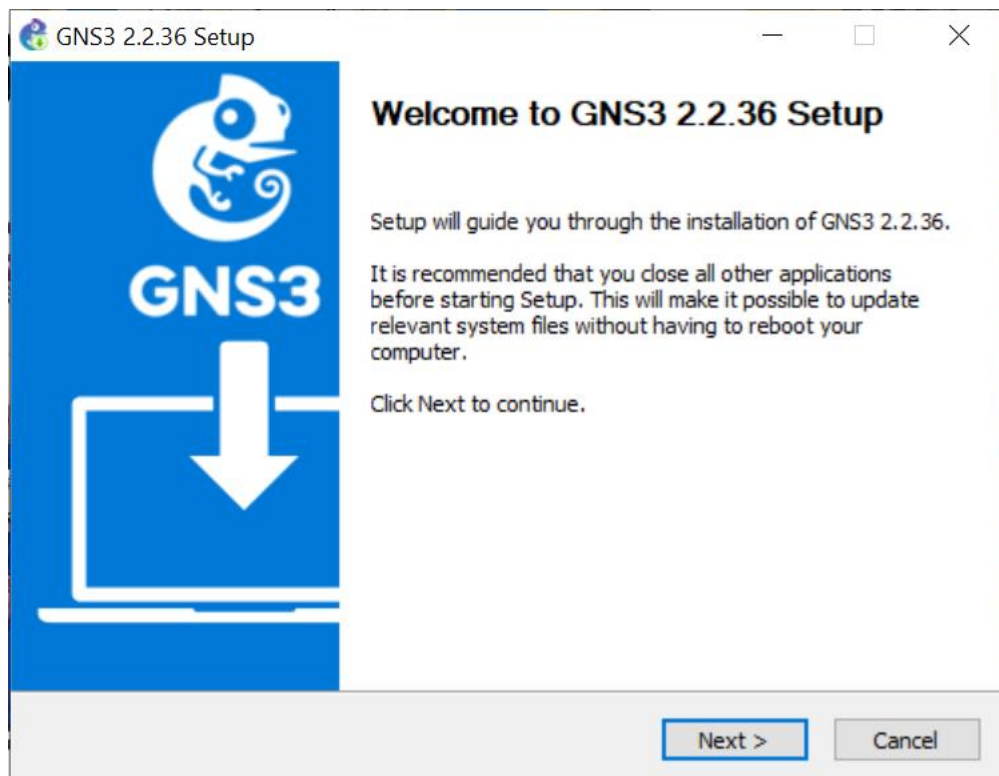 GNS3 2.2.36 Setup
GNS3
Welcome to GNS3 2.2.36 Setup
Setup will guide you through the installation of GNS3 2.2.36.
It is recommended that you close all other applications
before starting Setup. This will make it possible to update
relevant system files without having to reboot your
computer.
Click Next to continue.
Next >
Cancel